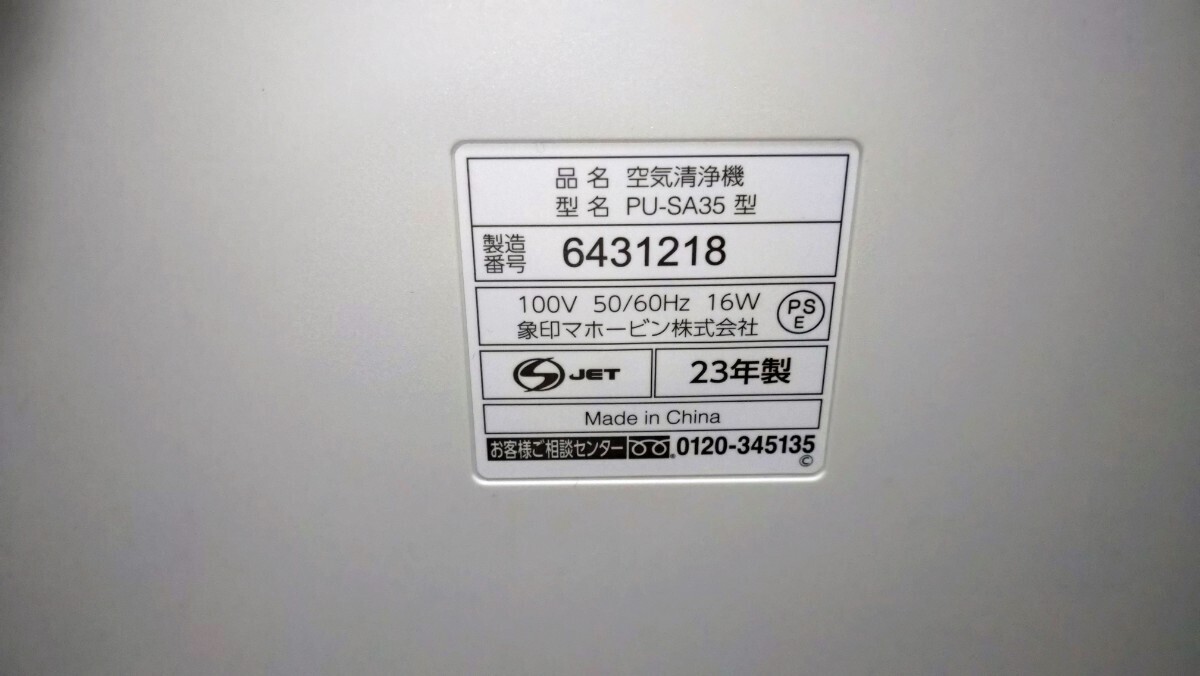 品名 空気清浄機
型名 PU-SA35 型
製造
番号 6431218
100V 50/60Hz 16W
象印マホービン株式会社
PS
E
JET
23年製
Made in China
お客様ご相談センター 0120-345135
©